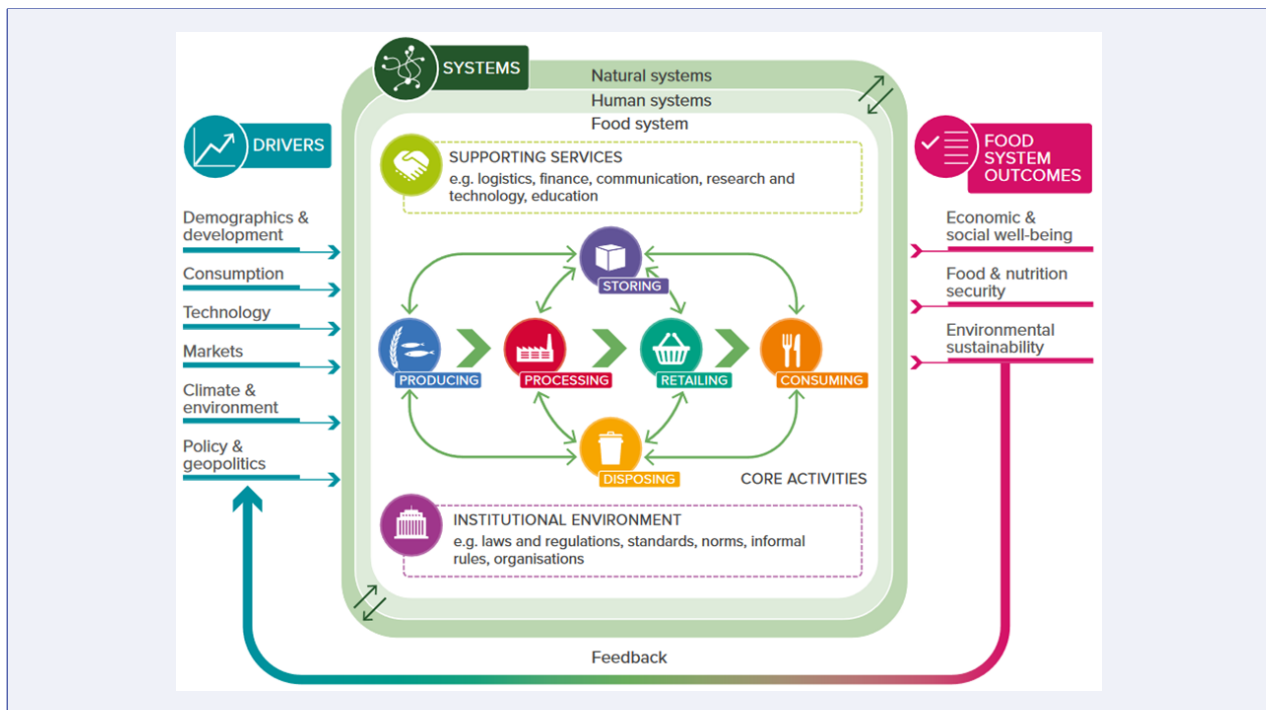 SYSTEMS
Natural systems
Human systems
Food system
DRIVERS
Demographics &
development
Consumption
Technology
Markets
Climate &
environment
Policy &
geopolitics
SUPPORTING SERVICES
e.g. logistics, finance, communication, research and
technology, education
STORING
PRODUCING
PROCESSING
RETAILING
CONSUMING
DISPOSING
CORE ACTIVITIES
INSTITUTIONAL ENVIRONMENT
e.g. laws and regulations, standards, norms, informal
rules, organisations
FOOD
SYSTEM
OUTCOMES
Economic &
social well-being
Food & nutrition
security
Environmental
sustainability
Feedback